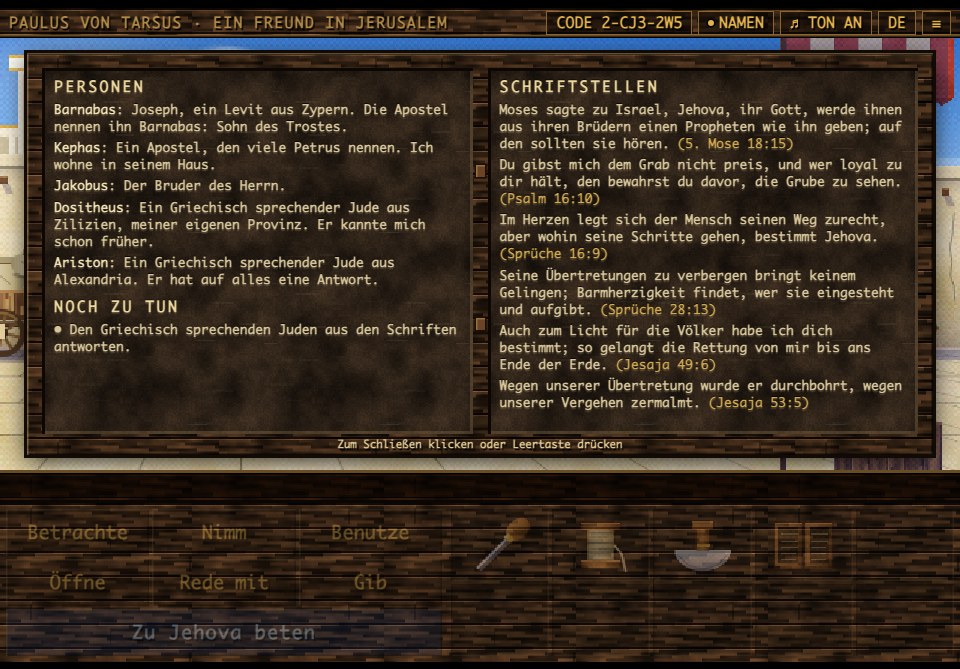 PAULUS VON TARSUS · EIN FREUND IN JERUSALEM
CODE 2-CJ3-2W5
• NAMEN
♬ TON AN
DE
≡
PERSONEN
Barnabas: Joseph, ein Levit aus Zypern. Die Apostel
nennen ihn Barnabas: Sohn des Trostes.
Kephas: Ein Apostel, den viele Petrus nennen. Ich
wohne in seinem Haus.
Jakobus: Der Bruder des Herrn.
Dositheus: Ein Griechisch sprechender Jude aus
Zilizien, meiner eigenen Provinz. Er kannte mich
schon früher.
Ariston: Ein Griechisch sprechender Jude aus
Alexandria. Er hat auf alles eine Antwort.
NOCH ZU TUN
• Den Griechisch sprechenden Juden aus den Schriften
antworten.
SCHRIFTSTELLEN
Moses sagte zu Israel, Jehova, ihr Gott, werde ihnen
aus ihren Brüdern einen Propheten wie ihn geben; auf
den sollten sie hören. (5. Mose 18:15)
Du gibst mich dem Grab nicht preis, und wer loyal zu
dir hält, den bewahrst du davor, die Grube zu sehen.
(Psalm 16:10)
Im Herzen legt sich der Mensch seinen Weg zurecht,
aber wohin seine Schritte gehen, bestimmt Jehova.
(Sprüche 16:9)
Seine Übertretungen zu verbergen bringt keinem
Gelingen; Barmherzigkeit findet, wer sie eingesteht
und aufgibt. (Sprüche 28:13)
Auch zum Licht für die Völker habe ich dich
bestimmt; so gelangt die Rettung von mir bis ans
Ende der Erde. (Jesaja 49:6)
Wegen unserer Übertretung wurde er durchbohrt, wegen
unserer Vergehen zermalmt. (Jesaja 53:5)
Zum Schließen klicken oder Leertaste drücken
Betrachte
Nimm
Benutze
Öffne
Rede mit
Gib
Zu Jehova beten